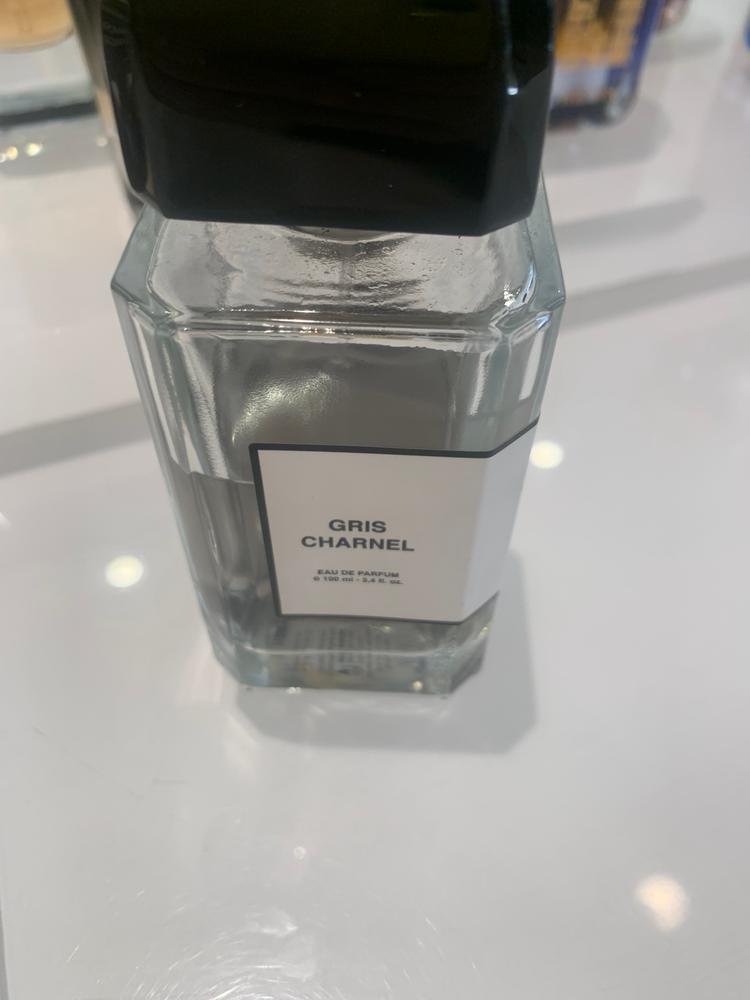 GRIS
CHARNEL
EAU DE PARFUM
℮ 100 ml - 3.4 fl. oz.